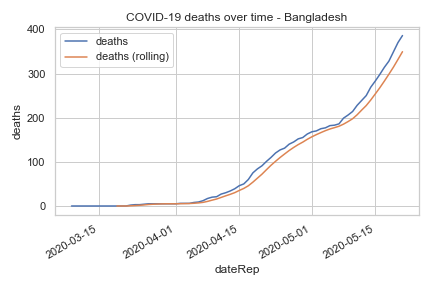 COVID-19 deaths over time - Bangladesh
deaths
deaths (rolling)
400
300
200
100
0
deaths
2020-03-15
2020-04-01
2020-04-15
2020-05-01
2020-05-15
dateRep